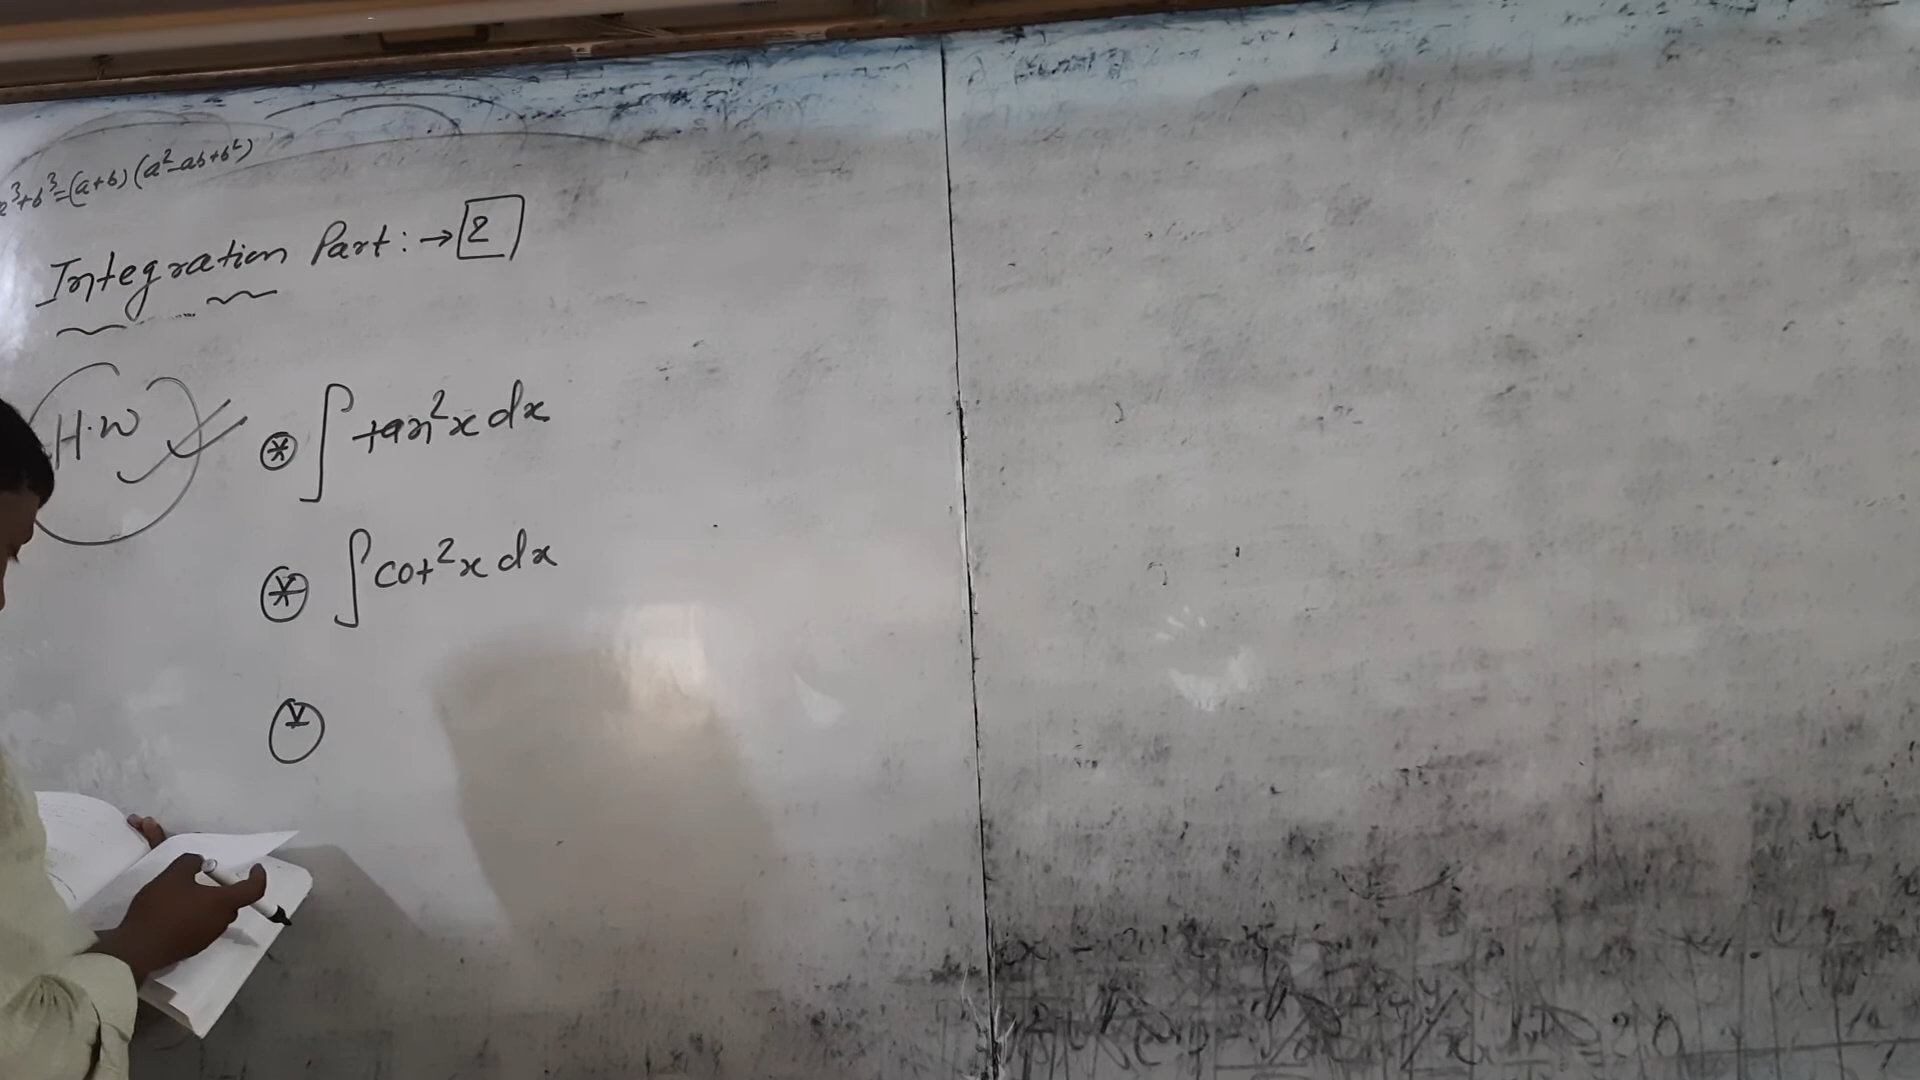 a³+b³=(a+b)(a²-ab+b²)
Integration Part:→ 2
H.W ⊛ ∫tan²x dx
⊛ ∫cot²x dx